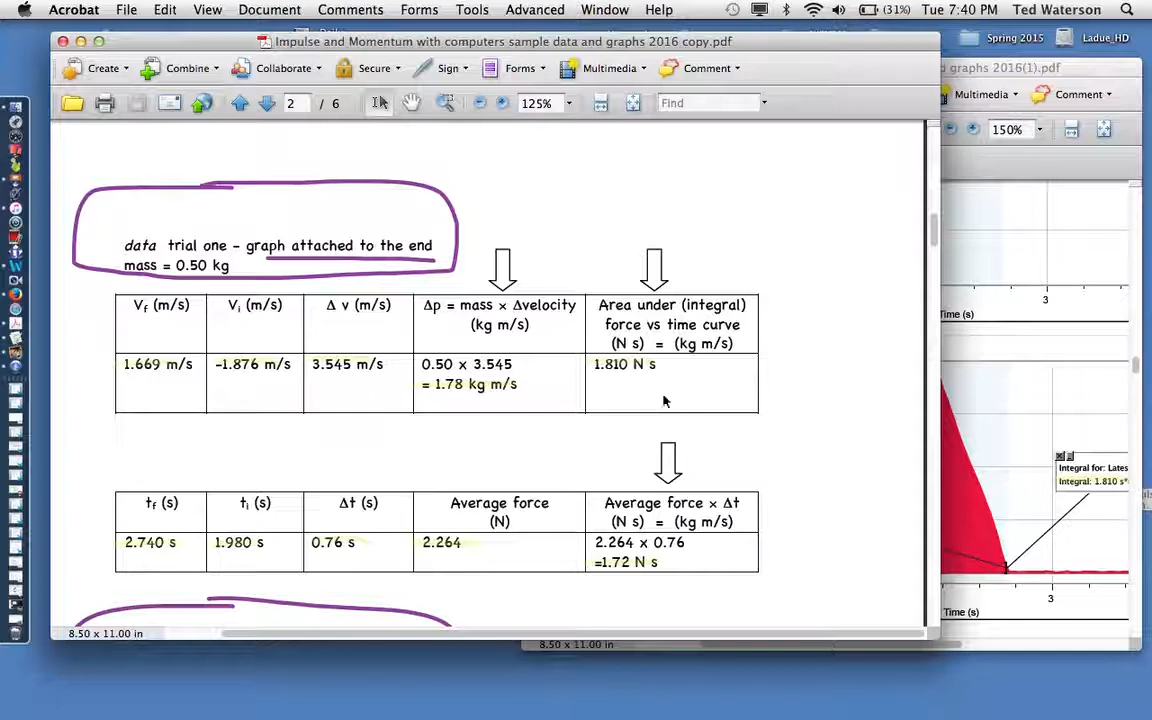 Acrobat File Edit View Document Comments Forms Tools Advanced Window Help (31%) Tue 7:40 PM Ted Waterson
Spring 2015 Ladue_HD
Impulse and Momentum with computers sample data and graphs 2016 copy.pdf
d graphs 2016(1).pdf
Create Combine Collaborate Secure Sign Forms Multimedia Comment
Multimedia Comment
2 / 6 125% Find
150%
data trial one – graph attached to the end
mass = 0.50 kg
Vf (m/s) Vi (m/s) Δ v (m/s) Δp = mass × Δvelocity (kg m/s) Area under (integral) force vs time curve (N s) = (kg m/s)
1.669 m/s -1.876 m/s 3.545 m/s 0.50 x 3.545 1.810 N s
= 1.78 kg m/s
tf (s) ti (s) Δt (s) Average force (N) Average force × Δt (N s) = (kg m/s)
2.740 s 1.980 s 0.76 s 2.264 2.264 x 0.76
=1.72 N s
8.50 x 11.00 in
3
Time (s)
Integral for: Lates
Integral: 1.810 s*
3
Time (s)
8.50 x 11.00 in